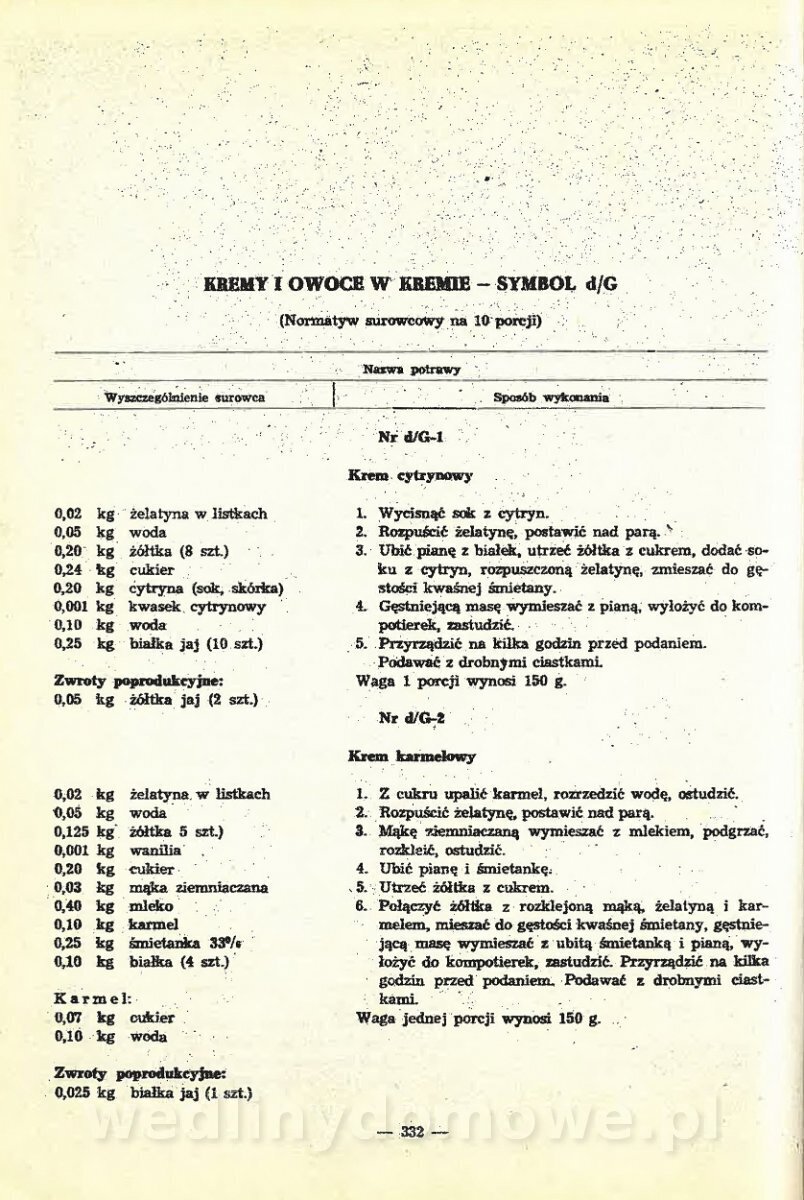 KREMY I OWOCE W KREMIE – SYMBOL d/G
(Normatyw surowcowy na 10 porcji)
Nazwa potrawy
Wyszczególnienie surowca
Sposób wykonania
Nr d/G-1
Krem cytrynowy
0,02 kg żelatyna w listkach
0,05 kg woda
0,20 kg żółtka (8 szt.)
0,24 kg cukier
0,20 kg cytryna (sok, skórka)
0,001 kg kwasek cytrynowy
0,10 kg woda
0,25 kg białka jaj (10 szt.)
Zwroty poprodukcyjne:
0,05 kg żółtka jaj (2 szt.)
1. Wycisnąć sok z cytryn.
2. Rozpuścić żelatynę, postawić nad parą.
3. Ubić pianę z białek, utrzeć żółtka z cukrem, dodać so-
ku z cytryn, rozpuszczoną żelatynę, zmieszać do gę-
stości kwaśnej śmietany.
4. Gęstniejącą masę wymieszać z pianą, wyłożyć do kom-
potierek, zastudzić.
5. Przyrządzić na kilka godzin przed podaniem.
Podawać z drobnymi ciastkami.
Waga 1 porcji wynosi 150 g.
Nr d/G-2
Krem karmelowy
0,02 kg żelatyna w listkach
0,05 kg woda
0,125 kg żółtka 5 szt.)
0,001 kg wanilia
0,20 kg cukier
0,03 kg mąka ziemniaczana
0,40 kg mleko
0,10 kg karmel
0,25 kg śmietanka 33%
0,10 kg białka (4 szt.)
Karmel:
0,07 kg cukier
0,10 kg woda
Zwroty poprodukcyjne:
0,025 kg białka jaj (1 szt.)
1. Z cukru upalić karmel, rozrzedzić wodę, ostudzić.
2. Rozpuścić żelatynę, postawić nad parą.
3. Mąkę ziemniaczaną wymieszać z mlekiem, podgrzać,
rozkleić, ostudzić.
4. Ubić pianę i śmietankę.
5. Utrzeć żółtka z cukrem.
6. Połączyć żółtka z rozklejoną mąką, żelatyną i kar-
melem, mieszać do gęstości kwaśnej śmietany, gęstnie-
jącą masę wymieszać z ubitą śmietanką i pianą, wy-
łożyć do kompotierek, zastudzić. Przyrządzić na kilka
godzin przed podaniem. Podawać z drobnymi ciast-
kami.
Waga jednej porcji wynosi 150 g.
wedlinydomowe.pl
— 332 —